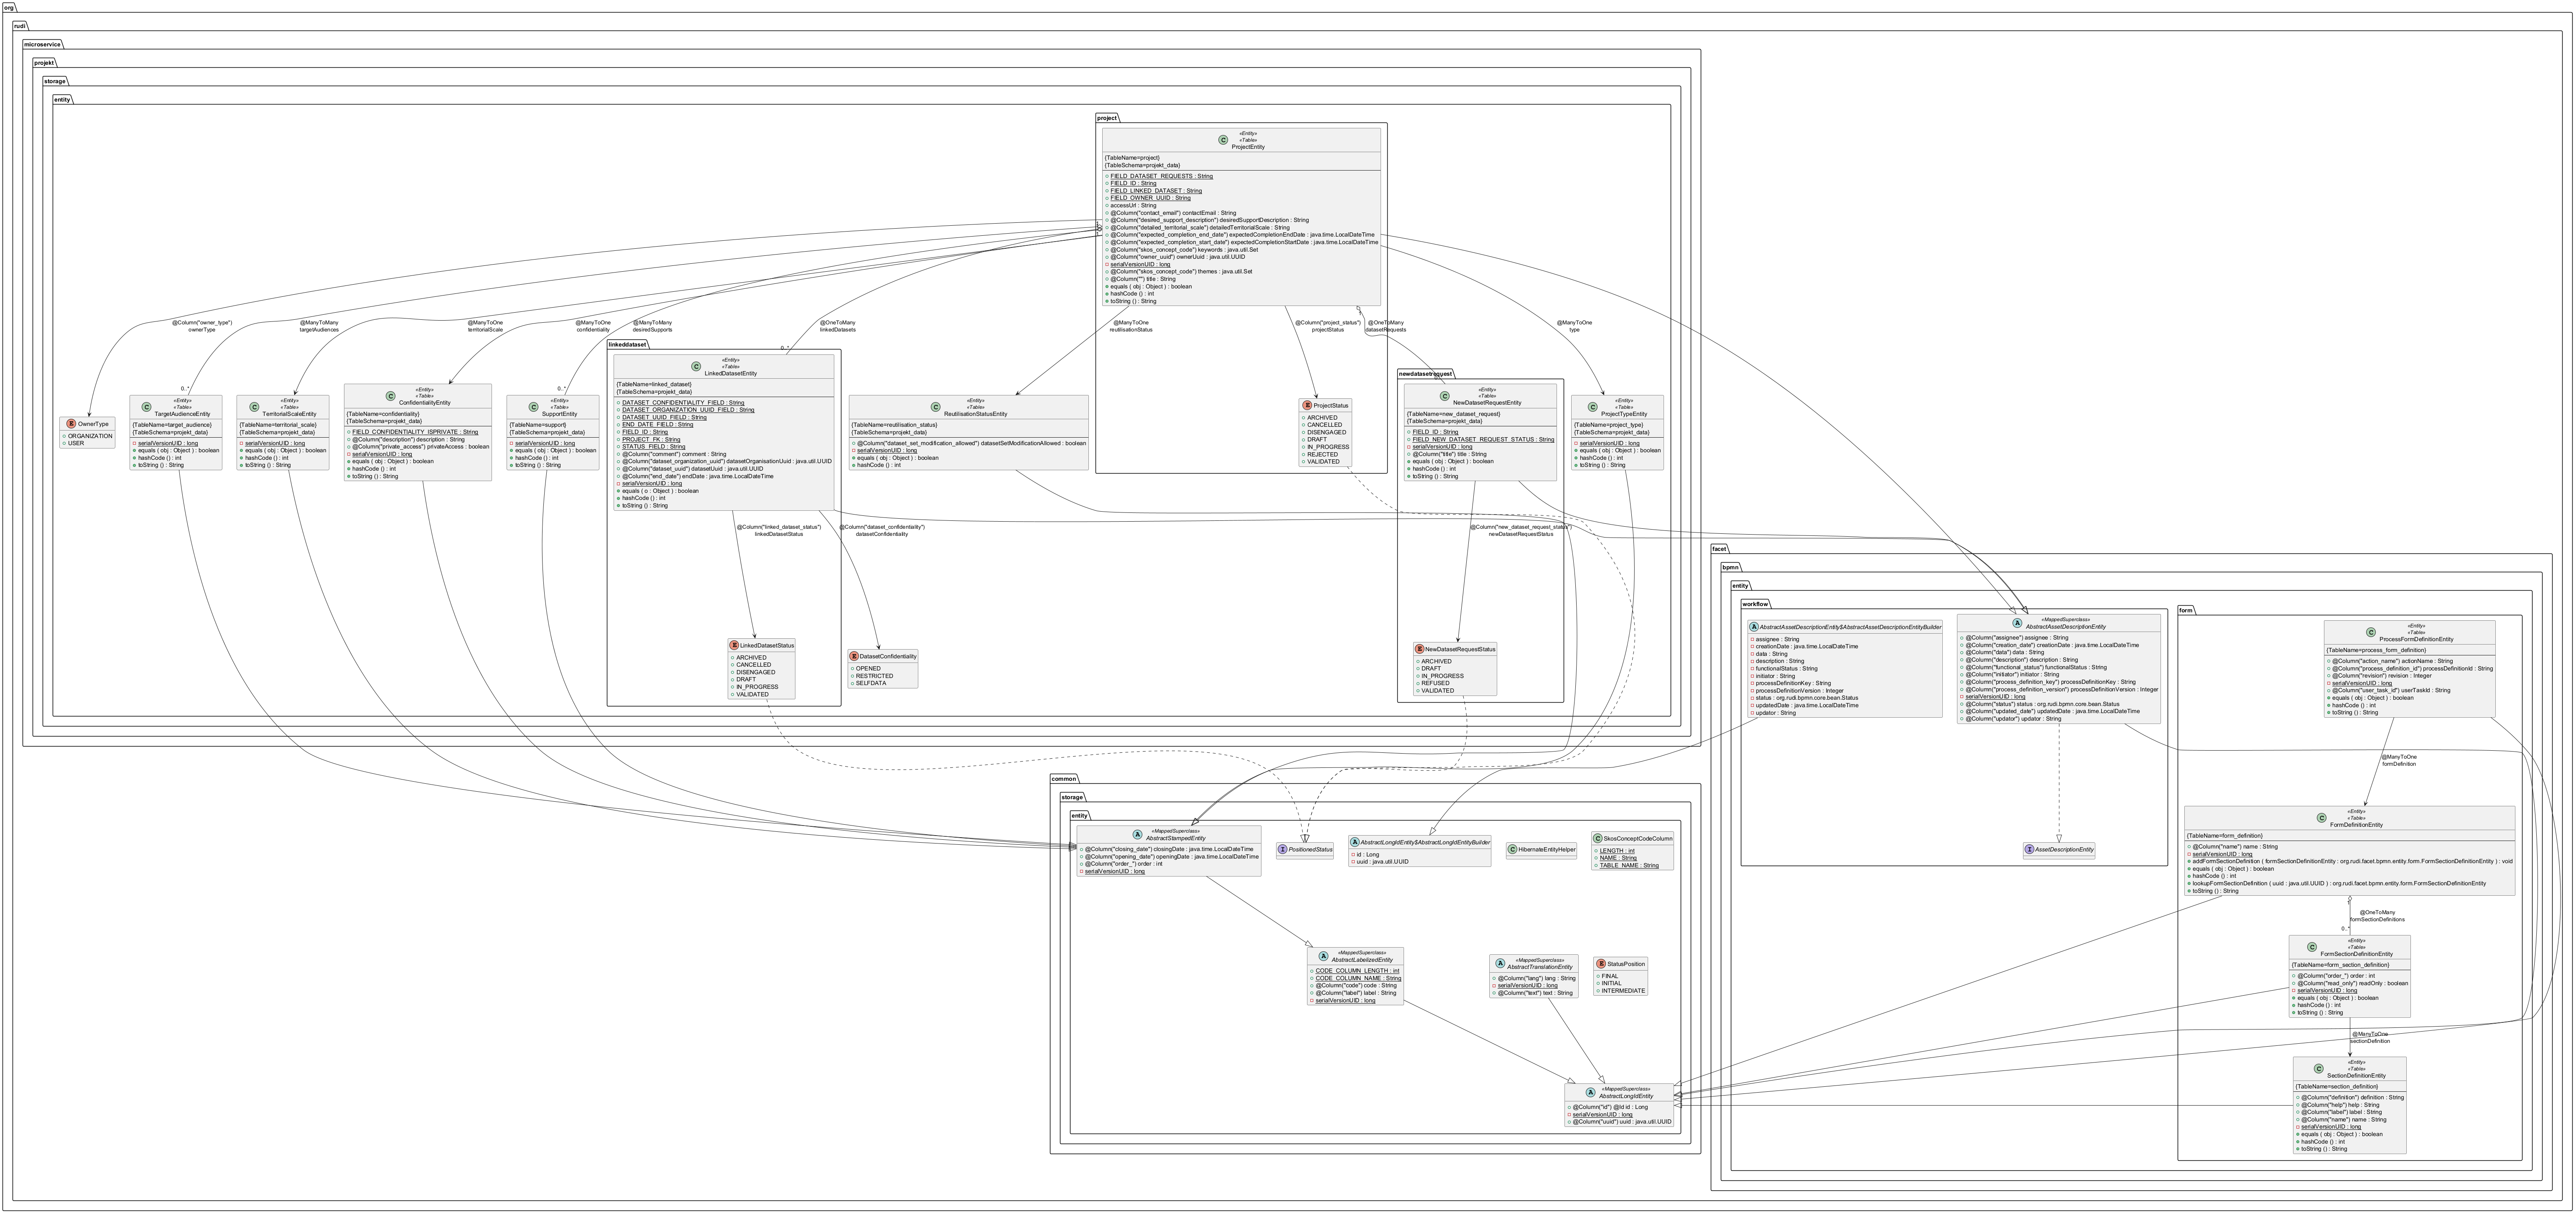 org
rudi
microservice
projekt
storage
entity
project
«Entity»
«Table»
ProjectEntity
{TableName=project}
{TableSchema=projekt_data}
FIELD_DATASET_REQUESTS : String
FIELD_ID : String
FIELD_LINKED_DATASET : String
FIELD_OWNER_UUID : String
accessUrl : String
@Column("contact_email") contactEmail : String
@Column("desired_support_description") desiredSupportDescription : String
@Column("detailed_territorial_scale") detailedTerritorialScale : String
@Column("expected_completion_end_date") expectedCompletionEndDate : java.time.LocalDateTime
@Column("expected_completion_start_date") expectedCompletionStartDate : java.time.LocalDateTime
@Column("skos_concept_code") keywords : java.util.Set
@Column("owner_uuid") ownerUuid : java.util.UUID
serialVersionUID : long
@Column("skos_concept_code") themes : java.util.Set
@Column("") title : String
equals ( obj : Object ) : boolean
hashCode () : int
toString () : String
@Column("owner_type")
ownerType
@ManyToMany
targetAudiences
@ManyToOne
territorialScale
@ManyToOne
confidentiality
@ManyToMany
desiredSupports
@OneToMany
linkedDatasets
@ManyToOne
reutilisationStatus
@Column("project_status")
projectStatus
@OneToMany
datasetRequests
@ManyToOne
type
0..*
0..*
0..*
OwnerType
ORGANIZATION
USER
«Entity»
«Table»
TargetAudienceEntity
{TableName=target_audience}
{TableSchema=projekt_data}
serialVersionUID : long
equals ( obj : Object ) : boolean
hashCode () : int
toString () : String
«Entity»
«Table»
TerritorialScaleEntity
{TableName=territorial_scale}
{TableSchema=projekt_data}
serialVersionUID : long
equals ( obj : Object ) : boolean
hashCode () : int
toString () : String
«Entity»
«Table»
ConfidentialityEntity
{TableName=confidentiality}
{TableSchema=projekt_data}
FIELD_CONFIDENTIALITY_ISPRIVATE : String
@Column("description") description : String
@Column("private_access") privateAccess : boolean
serialVersionUID : long
equals ( obj : Object ) : boolean
hashCode () : int
toString () : String
«Entity»
«Table»
SupportEntity
{TableName=support}
{TableSchema=projekt_data}
serialVersionUID : long
equals ( obj : Object ) : boolean
hashCode () : int
toString () : String
linkeddataset
«Entity»
«Table»
LinkedDatasetEntity
{TableName=linked_dataset}
{TableSchema=projekt_data}
DATASET_CONFIDENTIALITY_FIELD : String
DATASET_ORGANIZATION_UUID_FIELD : String
DATASET_UUID_FIELD : String
END_DATE_FIELD : String
FIELD_ID : String
PROJECT_FK : String
STATUS_FIELD : String
@Column("comment") comment : String
@Column("dataset_organization_uuid") datasetOrganisationUuid : java.util.UUID
@Column("dataset_uuid") datasetUuid : java.util.UUID
@Column("end_date") endDate : java.time.LocalDateTime
serialVersionUID : long
equals ( o : Object ) : boolean
hashCode () : int
toString () : String
@Column("linked_dataset_status")
linkedDatasetStatus
@Column("dataset_confidentiality")
datasetConfidentiality
LinkedDatasetStatus
ARCHIVED
CANCELLED
DISENGAGED
DRAFT
IN_PROGRESS
VALIDATED
DatasetConfidentiality
OPENED
RESTRICTED
SELFDATA
«Entity»
«Table»
ReutilisationStatusEntity
{TableName=reutilisation_status}
{TableSchema=projekt_data}
@Column("dataset_set_modification_allowed") datasetSetModificationAllowed : boolean
serialVersionUID : long
equals ( obj : Object ) : boolean
hashCode () : int
ProjectStatus
ARCHIVED
CANCELLED
DISENGAGED
DRAFT
IN_PROGRESS
REJECTED
VALIDATED
newdatasetrequest
«Entity»
«Table»
NewDatasetRequestEntity
{TableName=new_dataset_request}
{TableSchema=projekt_data}
FIELD_ID : String
FIELD_NEW_DATASET_REQUEST_STATUS : String
serialVersionUID : long
@Column("title") title : String
equals ( obj : Object ) : boolean
hashCode () : int
toString () : String
@Column("new_dataset_request_status")
newDatasetRequestStatus
NewDatasetRequestStatus
ARCHIVED
DRAFT
IN_PROGRESS
REFUSED
VALIDATED
«Entity»
«Table»
ProjectTypeEntity
{TableName=project_type}
{TableSchema=projekt_data}
serialVersionUID : long
equals ( obj : Object ) : boolean
hashCode () : int
toString () : String
facet
bpmn
entity
workflow
AbstractAssetDescriptionEntity$AbstractAssetDescriptionEntityBuilder
assignee : String
creationDate : java.time.LocalDateTime
data : String
description : String
functionalStatus : String
initiator : String
processDefinitionKey : String
processDefinitionVersion : Integer
status : org.rudi.bpmn.core.bean.Status
updatedDate : java.time.LocalDateTime
updator : String
«MappedSuperclass»
AbstractAssetDescriptionEntity
@Column("assignee") assignee : String
@Column("creation_date") creationDate : java.time.LocalDateTime
@Column("data") data : String
@Column("description") description : String
@Column("functional_status") functionalStatus : String
@Column("initiator") initiator : String
@Column("process_definition_key") processDefinitionKey : String
@Column("process_definition_version") processDefinitionVersion : Integer
serialVersionUID : long
@Column("status") status : org.rudi.bpmn.core.bean.Status
@Column("updated_date") updatedDate : java.time.LocalDateTime
@Column("updator") updator : String
AssetDescriptionEntity
form
«Entity»
«Table»
ProcessFormDefinitionEntity
{TableName=process_form_definition}
@Column("action_name") actionName : String
@Column("process_definition_id") processDefinitionId : String
@Column("revision") revision : Integer
serialVersionUID : long
@Column("user_task_id") userTaskId : String
equals ( obj : Object ) : boolean
hashCode () : int
toString () : String
@ManyToOne
formDefinition
«Entity»
«Table»
FormDefinitionEntity
{TableName=form_definition}
@Column("name") name : String
serialVersionUID : long
addFormSectionDefinition ( formSectionDefinitionEntity : org.rudi.facet.bpmn.entity.form.FormSectionDefinitionEntity ) : void
equals ( obj : Object ) : boolean
hashCode () : int
lookupFormSectionDefinition ( uuid : java.util.UUID ) : org.rudi.facet.bpmn.entity.form.FormSectionDefinitionEntity
toString () : String
@OneToMany
formSectionDefinitions
0..*
«Entity»
«Table»
FormSectionDefinitionEntity
{TableName=form_section_definition}
@Column("order_") order : int
@Column("read_only") readOnly : boolean
serialVersionUID : long
equals ( obj : Object ) : boolean
hashCode () : int
toString () : String
@ManyToOne
sectionDefinition
«Entity»
«Table»
SectionDefinitionEntity
{TableName=section_definition}
@Column("definition") definition : String
@Column("help") help : String
@Column("label") label : String
@Column("name") name : String
serialVersionUID : long
equals ( obj : Object ) : boolean
hashCode () : int
toString () : String
common
storage
entity
«MappedSuperclass»
AbstractStampedEntity
@Column("closing_date") closingDate : java.time.LocalDateTime
@Column("opening_date") openingDate : java.time.LocalDateTime
@Column("order_") order : int
serialVersionUID : long
PositionedStatus
AbstractLongIdEntity$AbstractLongIdEntityBuilder
id : Long
uuid : java.util.UUID
HibernateEntityHelper
SkosConceptCodeColumn
LENGTH : int
NAME : String
TABLE_NAME : String
«MappedSuperclass»
AbstractLabelizedEntity
CODE_COLUMN_LENGTH : int
CODE_COLUMN_NAME : String
@Column("code") code : String
@Column("label") label : String
serialVersionUID : long
«MappedSuperclass»
AbstractTranslationEntity
@Column("lang") lang : String
serialVersionUID : long
@Column("text") text : String
StatusPosition
FINAL
INITIAL
INTERMEDIATE
«MappedSuperclass»
AbstractLongIdEntity
@Column("id") @Id id : Long
serialVersionUID : long
@Column("uuid") uuid : java.util.UUID